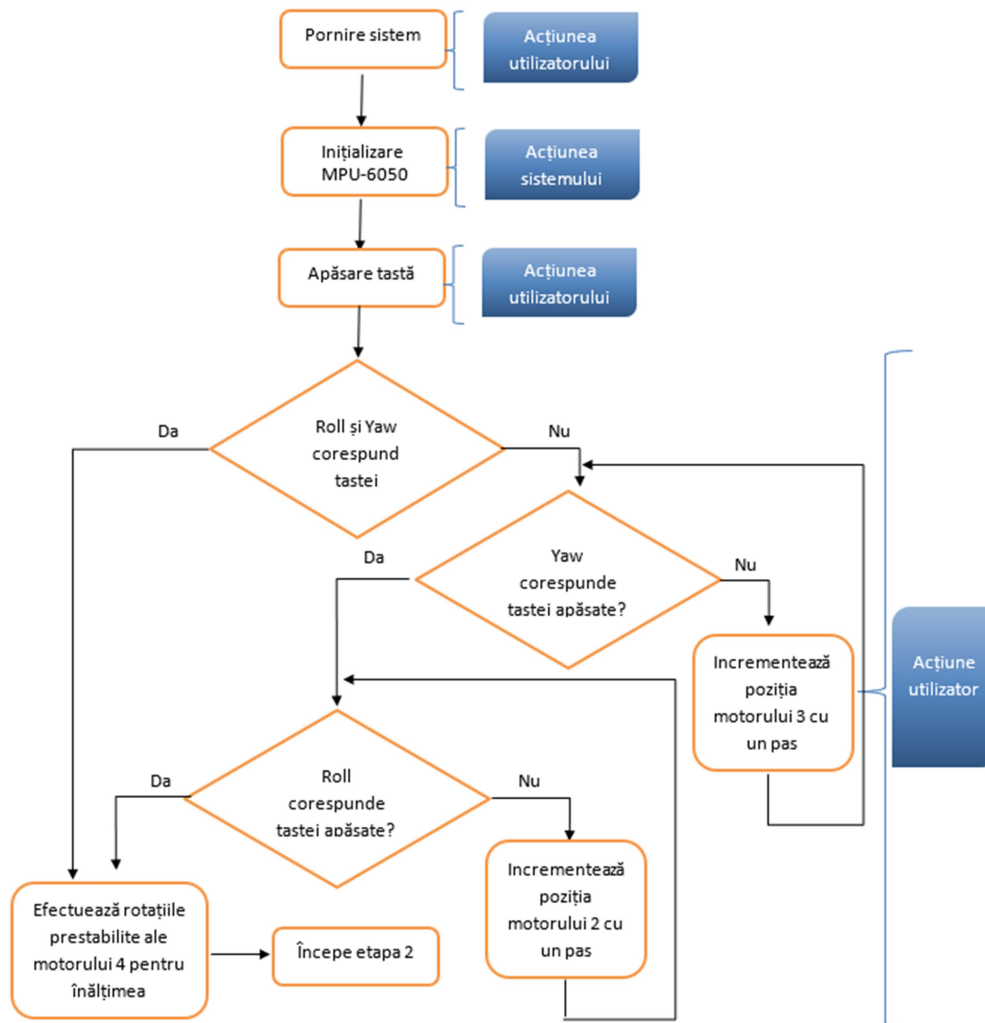 Pornire sistem
Acțiunea
utilizatorului
Inițializare
MPU-6050
Acțiunea
sistemului
Apăsare tastă
Acțiunea
utilizatorului
Roll și Yaw
corespund
tastei
Da
Nu
Yaw
corespunde
tastei apăsate?
Da
Nu
Incrementează
poziția
motorului 3 cu
un pas
Acțiune
utilizator
Roll
corespunde
tastei apăsate?
Da
Nu
Incrementează
poziția
motorului 2 cu
un pas
Efectuează rotațiile
prestabilite ale
motorului 4 pentru
înălțimea
Începe etapa 2